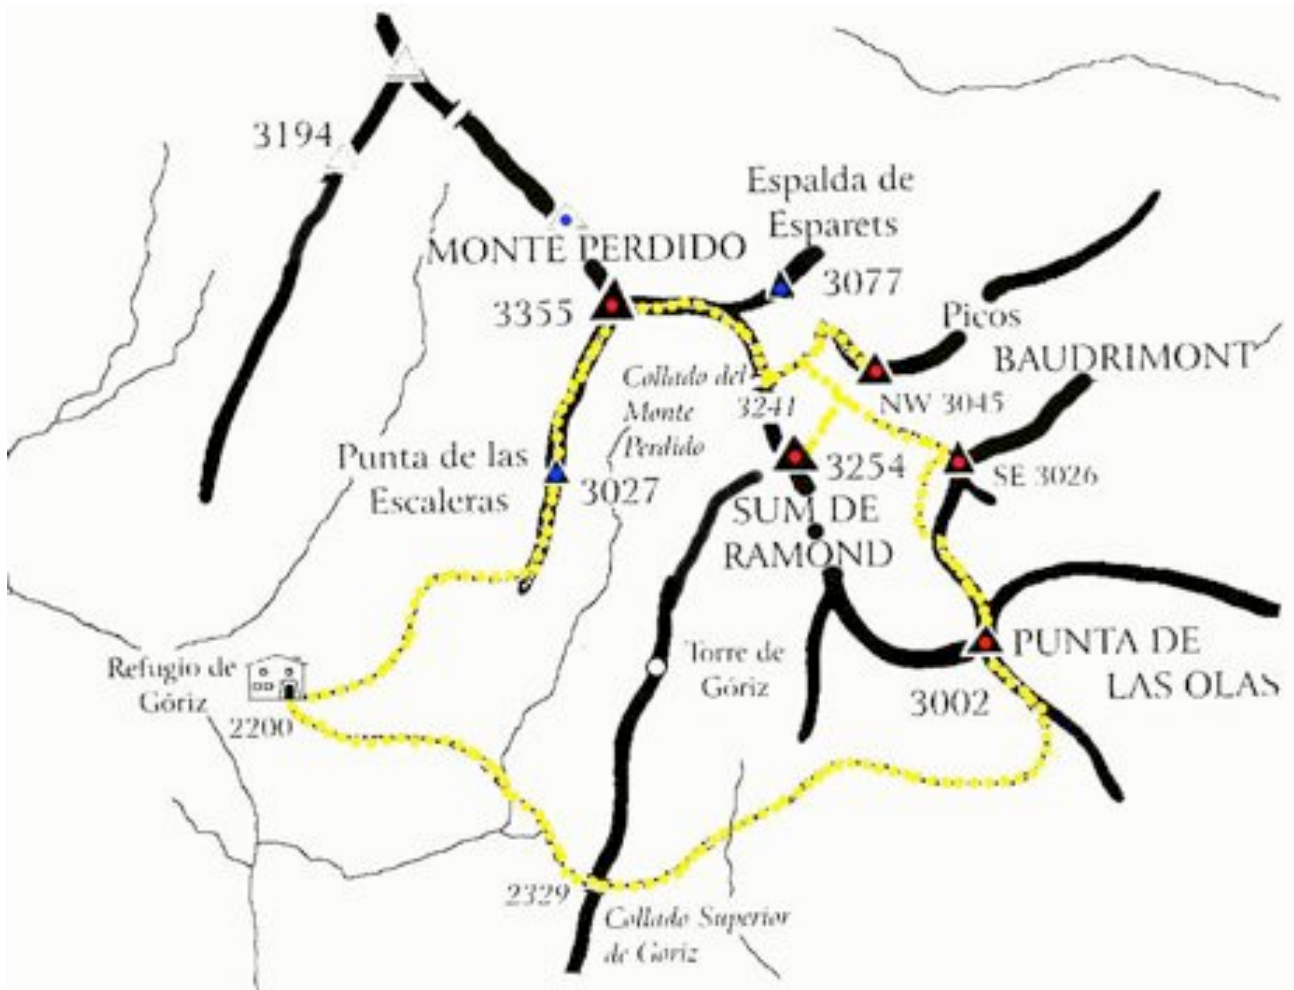 3194
Espalda de
Esparets
MONTE PERDIDO
3077
3355
Picos
BAUDRIMONT
Collado del
3241
NW 3045
Monte
Perdido
Punta de las
Escaleras
3027
3254
SE 3026
SUM DE
RAMOND
Refugio de
Góriz
2200
Torre de
Góriz
PUNTA DE
LAS OLAS
3002
2329
Collado Superior
de Goriz